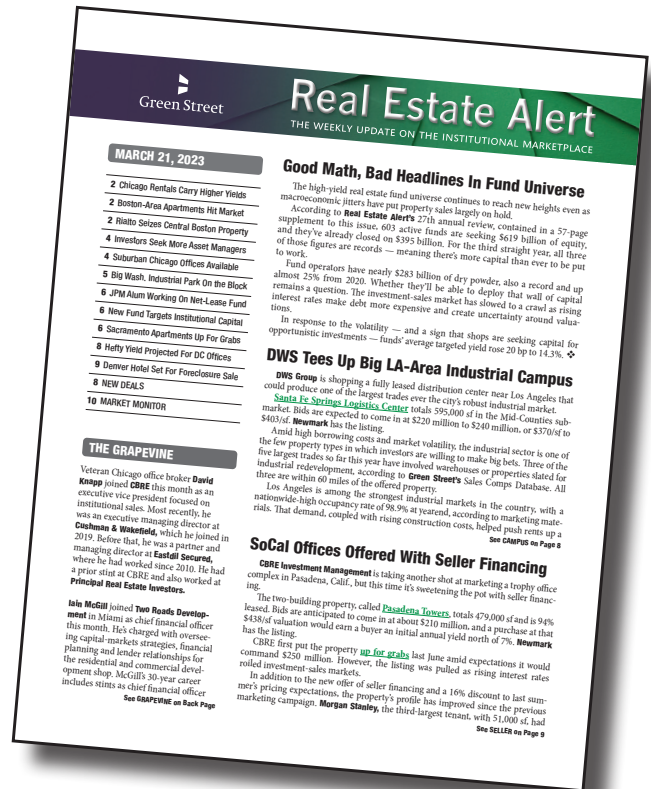 Green Street
Real Estate Alert
THE WEEKLY UPDATE ON THE INSTITUTIONAL MARKETPLACE
MARCH 21, 2023
2 Chicago Rentals Carry Higher Yields
2 Boston-Area Apartments Hit Market
2 Rialto Seizes Central Boston Property
4 Investors Seek More Asset Managers
4 Suburban Chicago Offices Available
5 Big Wash. Industrial Park On the Block
6 JPM Alum Working On Net-Lease Fund
6 New Fund Targets Institutional Capital
6 Sacramento Apartments Up For Grabs
8 Hefty Yield Projected For DC Offices
9 Denver Hotel Set For Foreclosure Sale
8 NEW DEALS
10 MARKET MONITOR
THE GRAPEVINE
Veteran Chicago office broker David
Knapp joined CBRE this month as an
executive vice president focused on
institutional sales. Most recently, he
was an executive managing director at
Cushman & Wakefield, which he joined in
2019. Before that, he was a partner and
managing director at Eastdil Secured,
where he had worked since 2010. He had
a prior stint at CBRE and also worked at
Principal Real Estate Investors.
Iain McGill joined Two Roads Develop-
ment in Miami as chief financial officer
this month. He's charged with oversee-
ing capital-markets strategies, financial
planning and lender relationships for
the residential and commercial devel-
opment shop. McGill's 30-year career
includes stints as chief financial officer
See GRAPEVINE on Back Page
Good Math, Bad Headlines In Fund Universe
The high-yield real estate fund universe continues to reach new heights even as
macroeconomic jitters have put property sales largely on hold.
According to Real Estate Alert's 27th annual review, contained in a 57-page
supplement to this issue, 603 active funds are seeking $619 billion of equity,
and they've already closed on $395 billion. For the third straight year, all three
of those figures are records — meaning there's more capital than ever to be put
to work.
Fund operators have nearly $283 billion of dry powder, also a record and up
almost 25% from 2020. Whether they'll be able to deploy that wall of capital
remains a question. The investment-sales market has slowed to a crawl as rising
interest rates make debt more expensive and create uncertainty around valua-
tions.
In response to the volatility — and a sign that shops are seeking capital for
opportunistic investments — funds' average targeted yield rose 20 bp to 14.3%. ❖
DWS Tees Up Big LA-Area Industrial Campus
DWS Group is shopping a fully leased distribution center near Los Angeles that
could produce one of the largest trades ever the city's robust industrial market.
Santa Fe Springs Logistics Center totals 595,000 sf in the Mid-Counties sub-
market. Bids are expected to come in at $220 million to $240 million, or $370/sf to
$403/sf. Newmark has the listing.
Amid high borrowing costs and market volatility, the industrial sector is one of
the few property types in which investors are willing to make big bets. Three of the
five largest trades so far this year have involved warehouses or properties slated for
industrial redevelopment, according to Green Street's Sales Comps Database. All
three are within 60 miles of the offered property.
Los Angeles is among the strongest industrial markets in the country, with a
nationwide-high occupancy rate of 98.9% at yearend, according to marketing mate-
rials. That demand, coupled with rising construction costs, helped push rents up a
See CAMPUS on Page 8
SoCal Offices Offered With Seller Financing
CBRE Investment Management is taking another shot at marketing a trophy office
complex in Pasadena, Calif., but this time it's sweetening the pot with seller financ-
ing.
The two-building property, called Pasadena Towers, totals 479,000 sf and is 94%
leased. Bids are anticipated to come in at about $210 million, and a purchase at that
$438/sf valuation would earn a buyer an initial annual yield north of 7%. Newmark
has the listing.
CBRE first put the property up for grabs last June amid expectations it would
command $250 million. However, the listing was pulled as rising interest rates
roiled investment-sales markets.
In addition to the new offer of seller financing and a 16% discount to last sum-
mer's pricing expectations, the property's profile has improved since the previous
marketing campaign. Morgan Stanley, the third-largest tenant, with 51,000 sf, had
See SELLER on Page 9